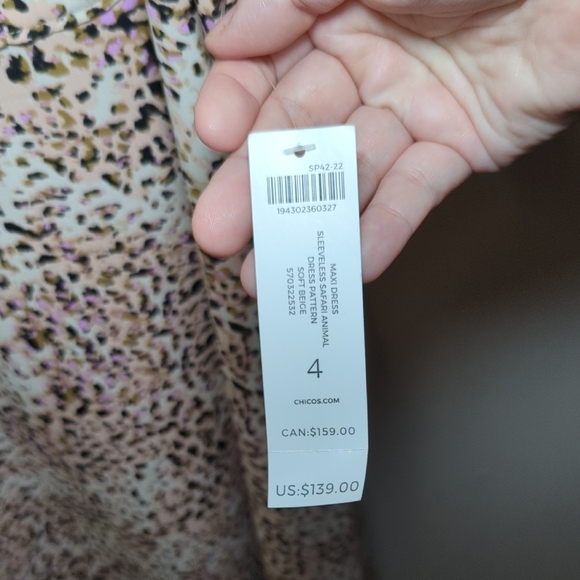 SP42-22
194302360327
MAXI DRESS
SLEEVELESS SAFARI ANIMAL
DRESS PATTERN
SOFT BEIGE
570322532
4
CHICOS.COM
CAN:$159.00
US:$139.00